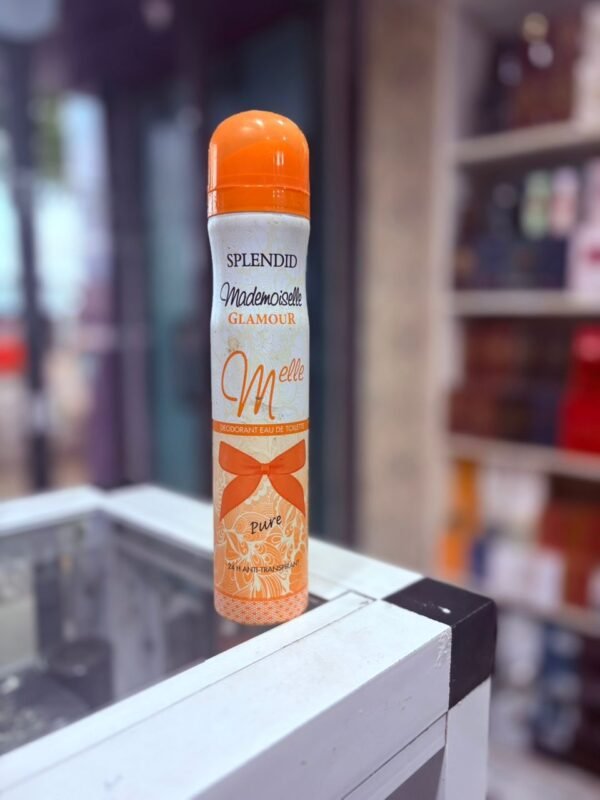 SPLENDID
Mademoiselle
GLAMOUR
Melle
DEODORANT EAU DE TOILETTE
Pure
24 H ANTI-TRANSPIRANT